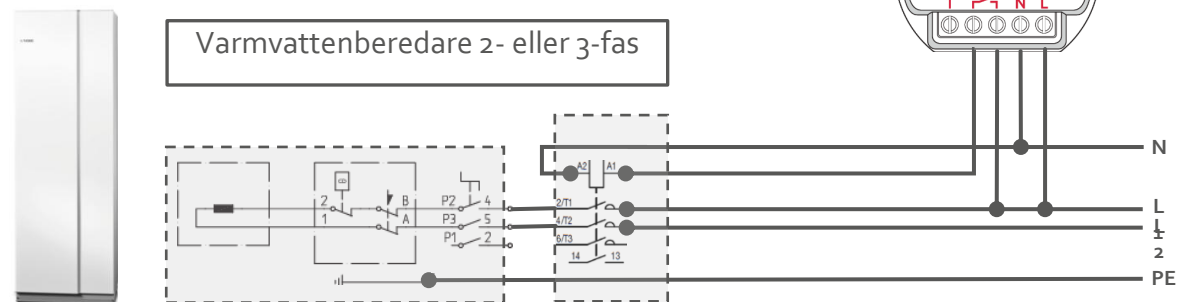 I N L
Varmvattenberedare 2- eller 3-fas
N
A2 A1
2 B P2 4 2/T1 L
1 A P3 5 4/T2 L
1
P1 2 6/T3 2
14 13
PE